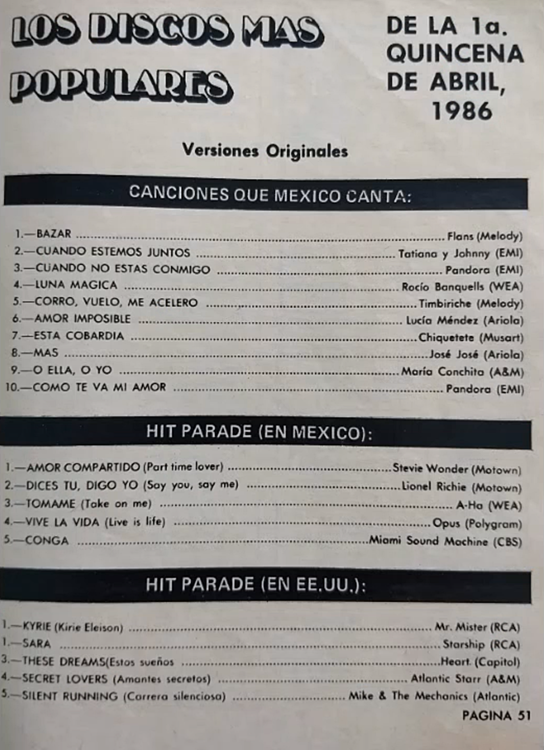 LOS DISCOS MAS
POPULARES
DE LA 1a.
QUINCENA
DE ABRIL,
1986
Versiones Originales
CANCIONES QUE MEXICO CANTA:
1.—BAZAR ........ Flans (Melody)
2.—CUANDO ESTEMOS JUNTOS ........ Tatiana y Johnny (EMI)
3.—CUANDO NO ESTAS CONMIGO ........ Pandora (EMI)
4.—LUNA MAGICA ........ Rocío Banquells (WEA)
5.—CORRO, VUELO, ME ACELERO ........ Timbiriche (Melody)
6.—AMOR IMPOSIBLE ........ Lucía Méndez (Ariola)
7.—ESTA COBARDIA ........ Chiquetete (Musart)
8.—MAS ........ José José (Ariola)
9.—O ELLA, O YO ........ María Conchita (A&M)
10.—COMO TE VA MI AMOR ........ Pandora (EMI)
HIT PARADE (EN MEXICO):
1.—AMOR COMPARTIDO (Part time lover) ........ Stevie Wonder (Motown)
2.—DICES TU, DIGO YO (Say you, say me) ........ Lionel Richie (Motown)
3.—TOMAME (Take on me) ........ A-Ha (WEA)
4.—VIVE LA VIDA (Live is life) ........ Opus (Polygram)
5.—CONGA ........ Miami Sound Machine (CBS)
HIT PARADE (EN EE.UU.):
1.—KYRIE (Kirie Eleison) ........ Mr. Mister (RCA)
1.—SARA ........ Starship (RCA)
3.—THESE DREAMS(Estos sueños ........ Heart (Capitol)
4.—SECRET LOVERS (Amantes secretos) ........ Atlantic Starr (A&M)
5.—SILENT RUNNING (Carrera silenciosa) ........ Mike & The Mechanics (Atlantic)
PAGINA 51